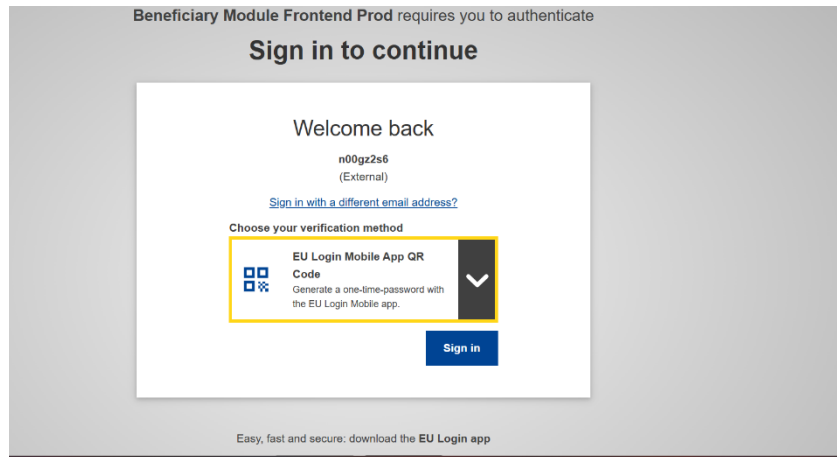 Beneficiary Module Frontend Prod requires you to authenticate
Sign in to continue
Welcome back
n00gz2s6
(External)
Sign in with a different email address?
Choose your verification method
EU Login Mobile App QR
Code
Generate a one-time-password with
the EU Login Mobile app.
Sign in
Easy, fast and secure: download the EU Login app